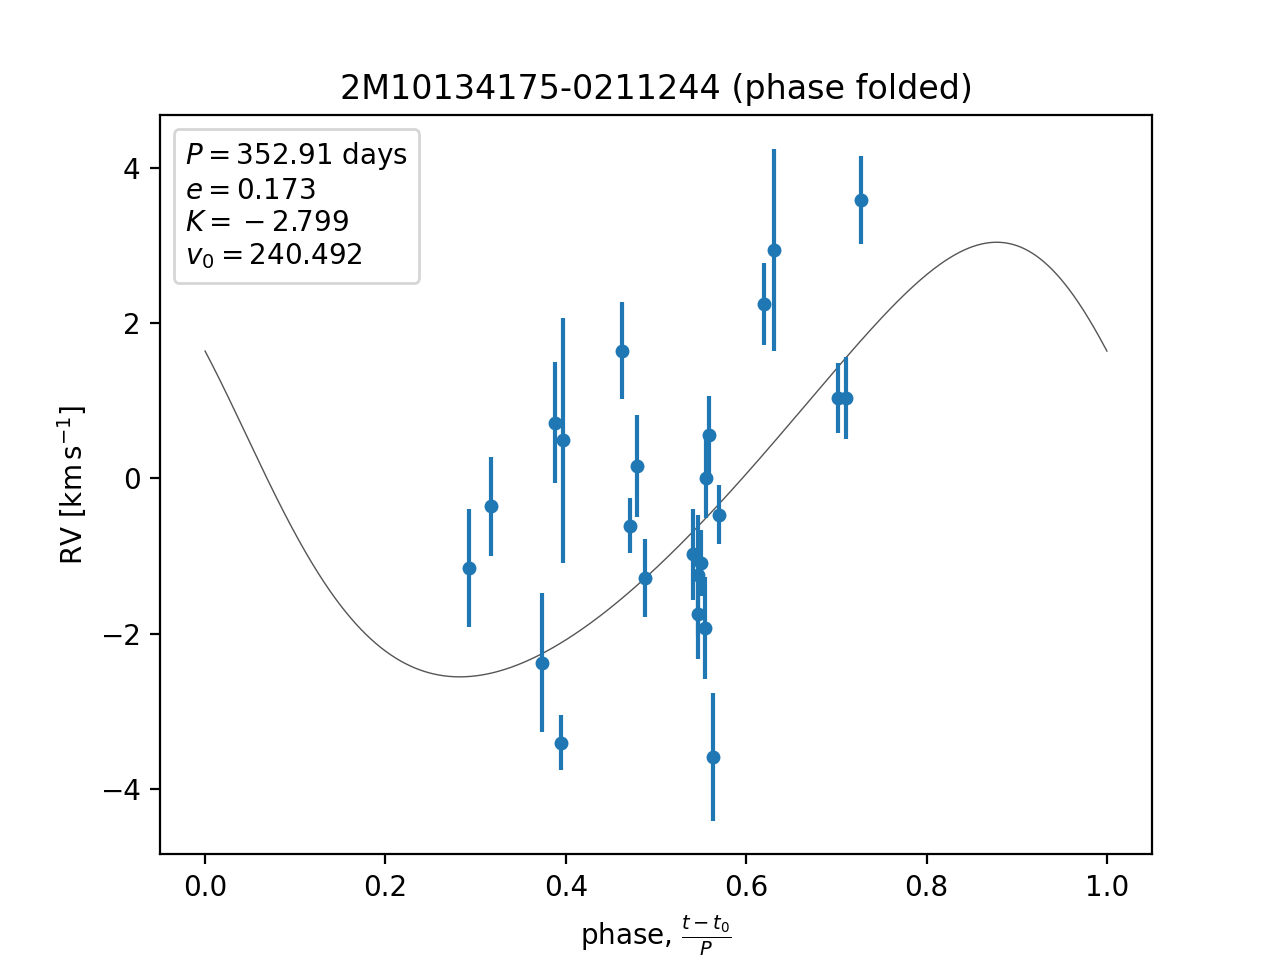 2M10134175-0211244 (phase folded)
P = 352.91 days
e = 0.173
K = −2.799
v₀ = 240.492
4
2
0
−2
−4
RV [km s⁻¹]
0.0 0.2 0.4 0.6 0.8 1.0
phase, (t − t₀)/P